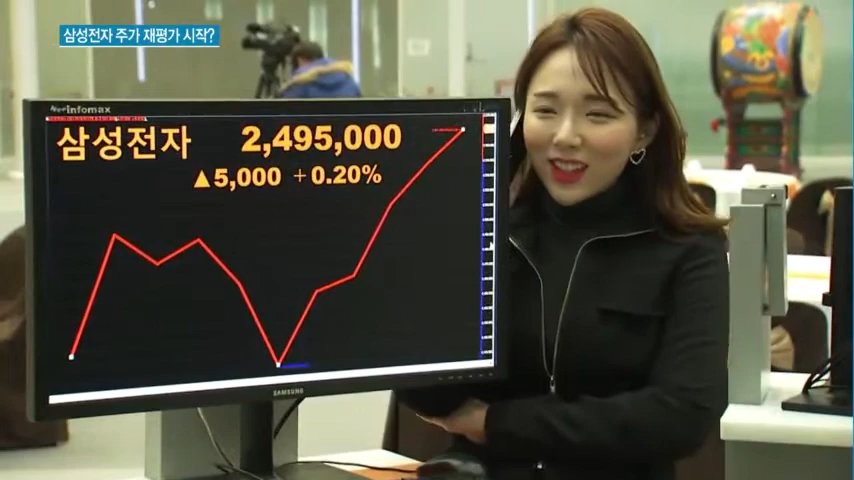 삼성전자 주가 재평가 시작?
infomax
삼성전자 2,495,000
▲5,000 +0.20%
SAMSUNG